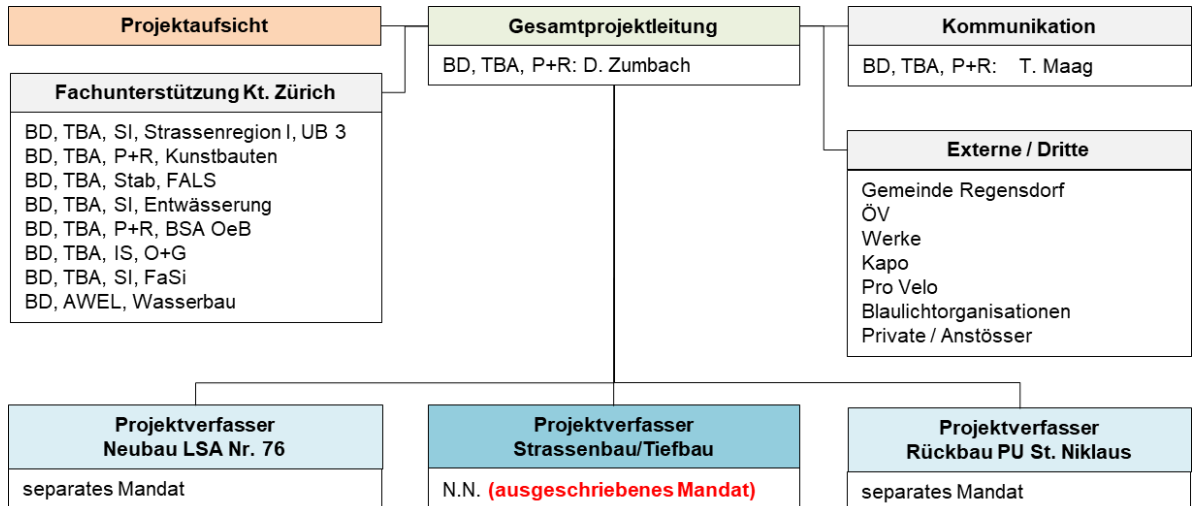 Projektaufsicht
Gesamtprojektleitung
BD, TBA, P+R: D. Zumbach
Kommunikation
BD, TBA, P+R: T. Maag
Fachunterstützung Kt. Zürich
BD, TBA, SI, Strassenregion I, UB 3
BD, TBA, P+R, Kunstbauten
BD, TBA, Stab, FALS
BD, TBA, SI, Entwässerung
BD, TBA, P+R, BSA OeB
BD, TBA, IS, O+G
BD, TBA, SI, FaSi
BD, AWEL, Wasserbau
Externe / Dritte
Gemeinde Regensdorf
ÖV
Werke
Kapo
Pro Velo
Blaulichtorganisationen
Private / Anstösser
Projektverfasser
Neubau LSA Nr. 76
separates Mandat
Projektverfasser
Strassenbau/Tiefbau
N.N. (ausgeschriebenes Mandat)
Projektverfasser
Rückbau PU St. Niklaus
separates Mandat